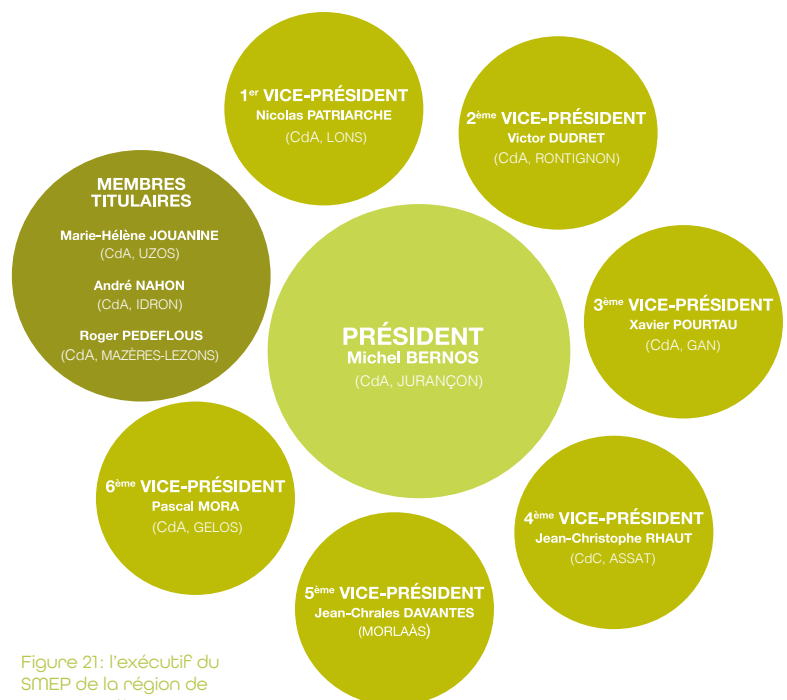 1er VICE-PRÉSIDENT
Nicolas PATRIARCHE
(CdA, LONS)
2ème VICE-PRÉSIDENT
Victor DUDRET
(CdA, RONTIGNON)
MEMBRES
TITULAIRES
Marie-Hélène JOUANINE
(CdA, UZOS)
André NAHON
(CdA, IDRON)
Roger PEDEFLOUS
(CdA, MAZÈRES-LEZONS)
3ème VICE-PRÉSIDENT
Xavier POURTAU
(CdA, GAN)
PRÉSIDENT
Michel BERNOS
(CdA, JURANÇON)
6ème VICE-PRÉSIDENT
Pascal MORA
(CdA, GELOS)
4ème VICE-PRÉSIDENT
Jean-Christophe RHAUT
(CdC, ASSAT)
5ème VICE-PRÉSIDENT
Jean-Chrales DAVANTES
(MORLAÀS)
Figure 21: l'exécutif du
SMEP de la région de